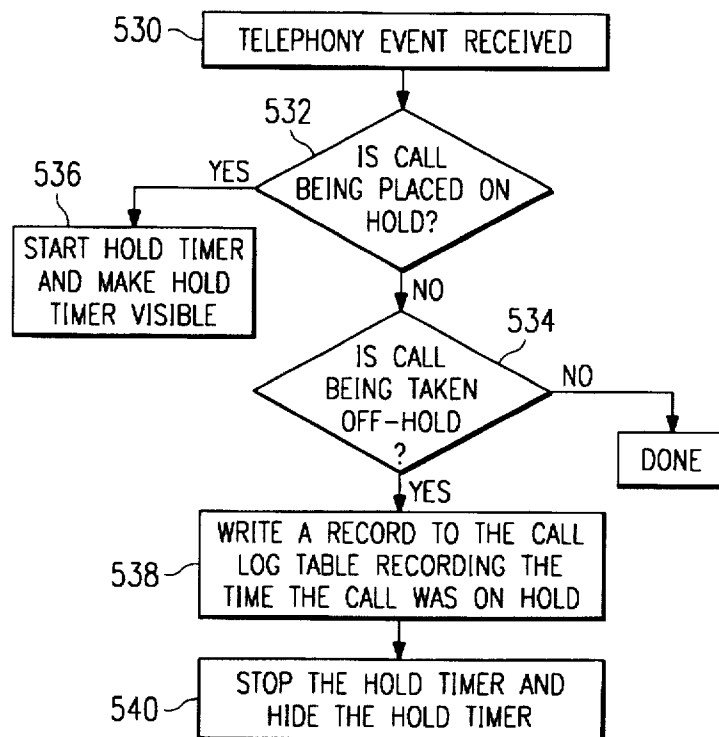 530
TELEPHONY EVENT RECEIVED
532
IS CALL
BEING PLACED ON
HOLD?
YES
536
START HOLD TIMER
AND MAKE HOLD
TIMER VISIBLE
NO
534
IS CALL
BEING TAKEN
OFF-HOLD
?
NO
DONE
YES
538
WRITE A RECORD TO THE CALL
LOG TABLE RECORDING THE
TIME THE CALL WAS ON HOLD
540
STOP THE HOLD TIMER AND
HIDE THE HOLD TIMER